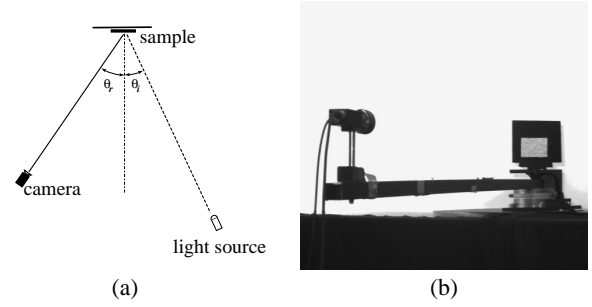 sample
θr θi
camera
light source
(a) (b)